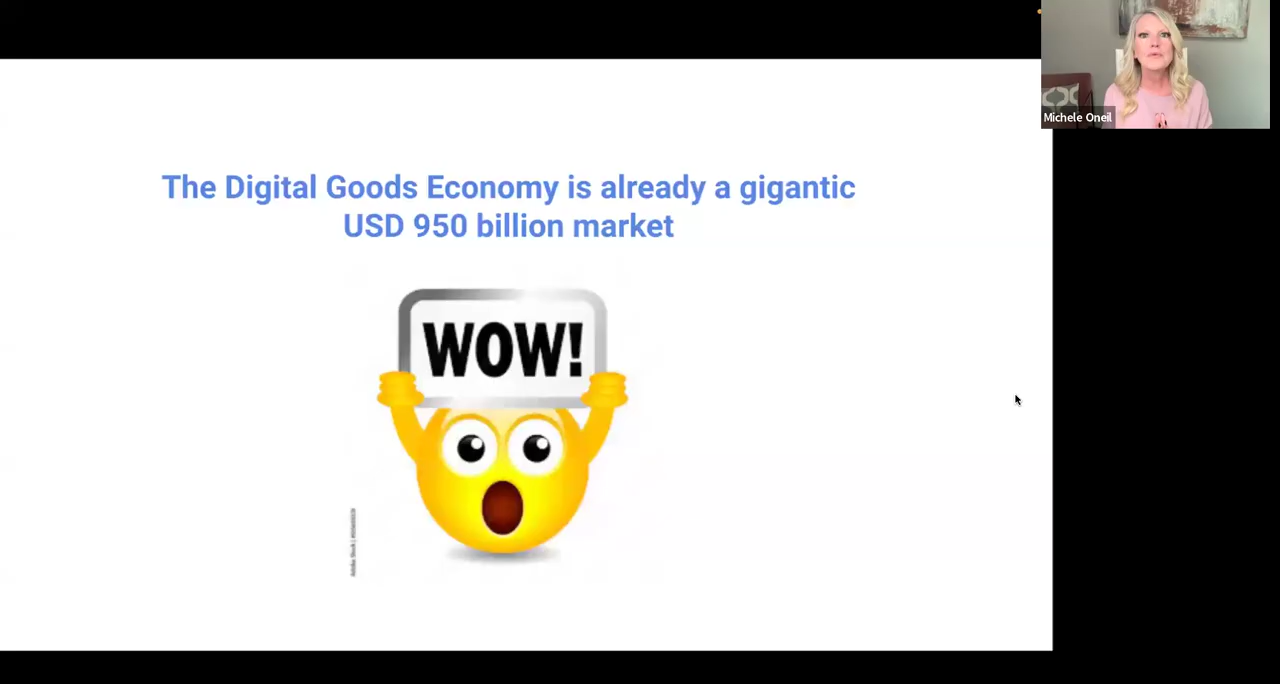 The Digital Goods Economy is already a gigantic
USD 950 billion market
WOW!
Michele Oneil